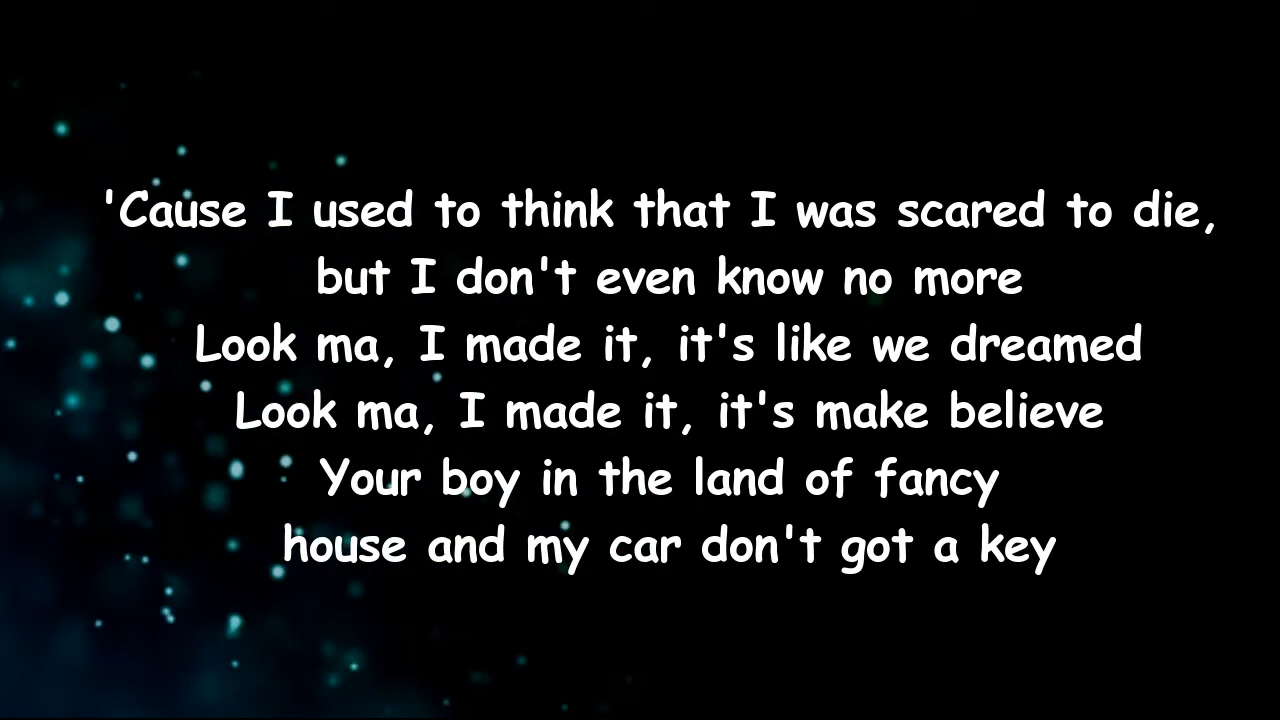 'Cause I used to think that I was scared to die,
but I don't even know no more
Look ma, I made it, it's like we dreamed
Look ma, I made it, it's make believe
Your boy in the land of fancy
house and my car don't got a key